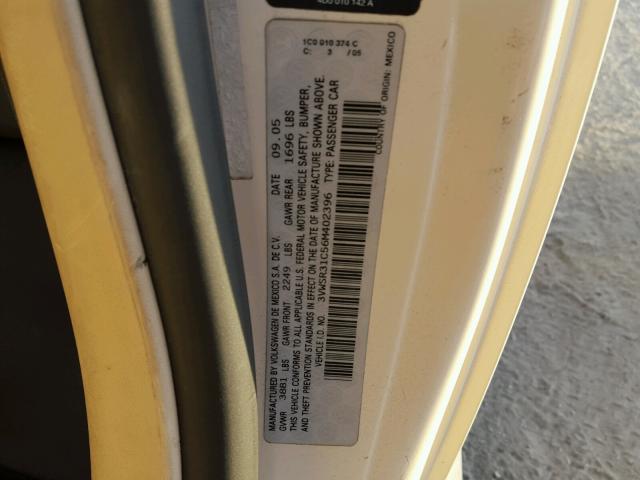 4D0 010 142 A
1C0 010 374 C
C: 3 / 05
MANUFACTURED BY VOLKSWAGEN DE MEXICO S.A. DE C.V. DATE 09.05
GVWR 3881 LBS GAWR FRONT 2249 LBS GAWR REAR 1696 LBS
THIS VEHICLE CONFORMS TO ALL APPLICABLE U.S. FEDERAL MOTOR VEHICLE SAFETY, BUMPER,
AND THEFT PREVENTION STANDARDS IN EFFECT ON THE DATE OF MANUFACTURE SHOWN ABOVE.
VEHICLE I.D. NO. 3VWSR31C56M402396 TYPE: PASSENGER CAR
COUNTRY OF ORIGIN: MEXICO